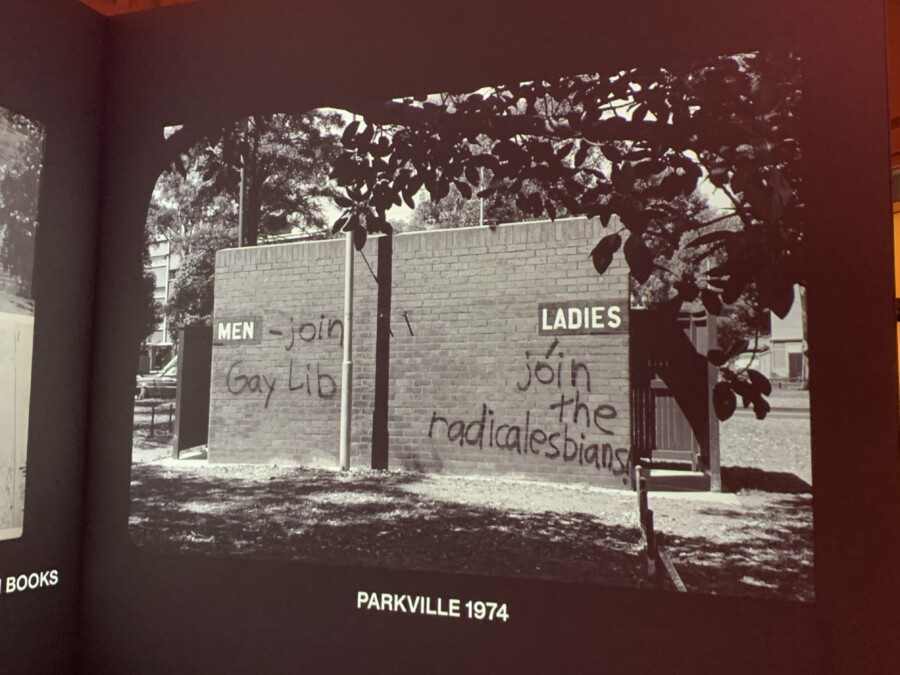 MEN
-join
Gay Lib
LADIES
join
the
radicalesbians
BOOKS
PARKVILLE 1974